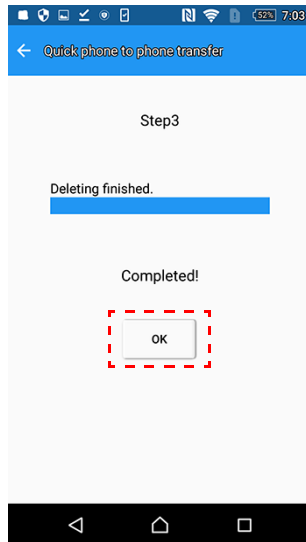 52% 7:03
Quick phone to phone transfer
Step3
Deleting finished.
Completed!
OK